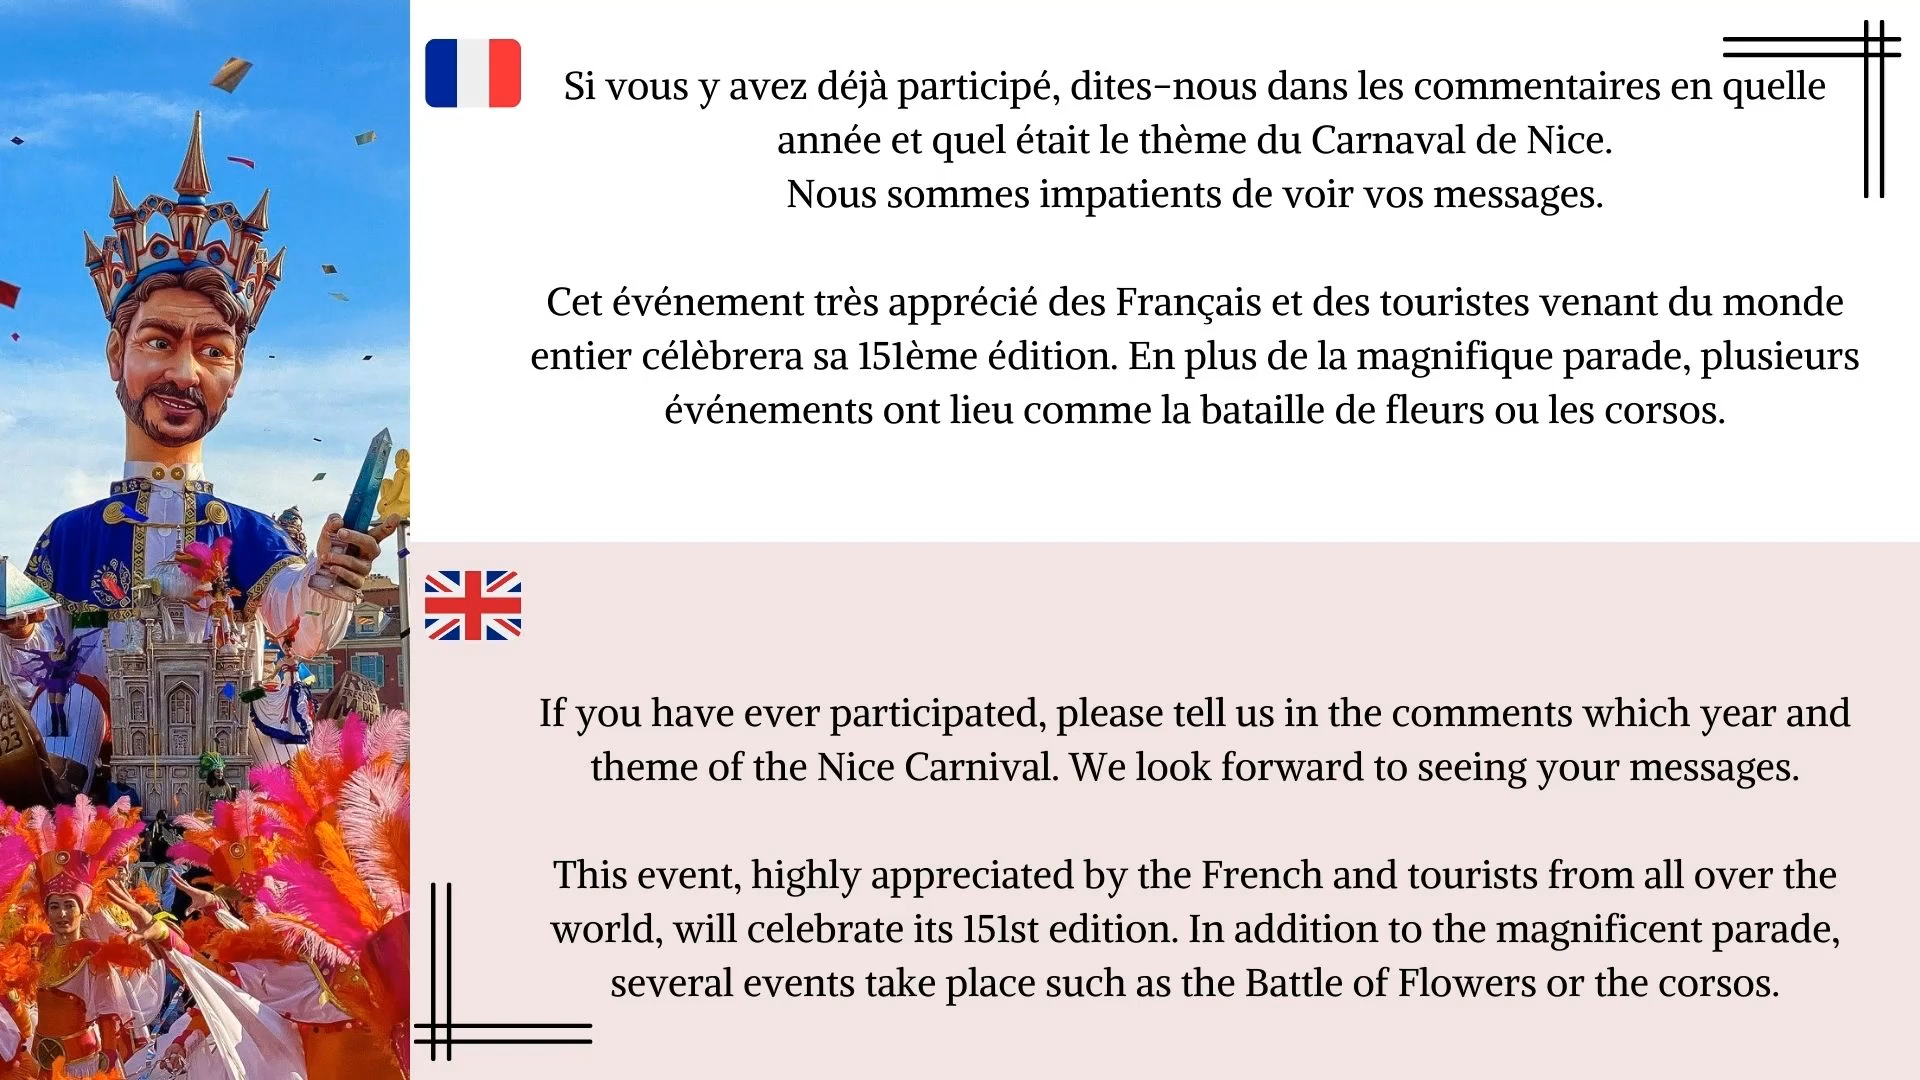 Si vous y avez déjà participé, dites-nous dans les commentaires en quelle
année et quel était le thème du Carnaval de Nice.
Nous sommes impatients de voir vos messages.
Cet événement très apprécié des Français et des touristes venant du monde
entier célèbrera sa 151ème édition. En plus de la magnifique parade, plusieurs
événements ont lieu comme la bataille de fleurs ou les corsos.
If you have ever participated, please tell us in the comments which year and
theme of the Nice Carnival. We look forward to seeing your messages.
This event, highly appreciated by the French and tourists from all over the
world, will celebrate its 151st edition. In addition to the magnificent parade,
several events take place such as the Battle of Flowers or the corsos.